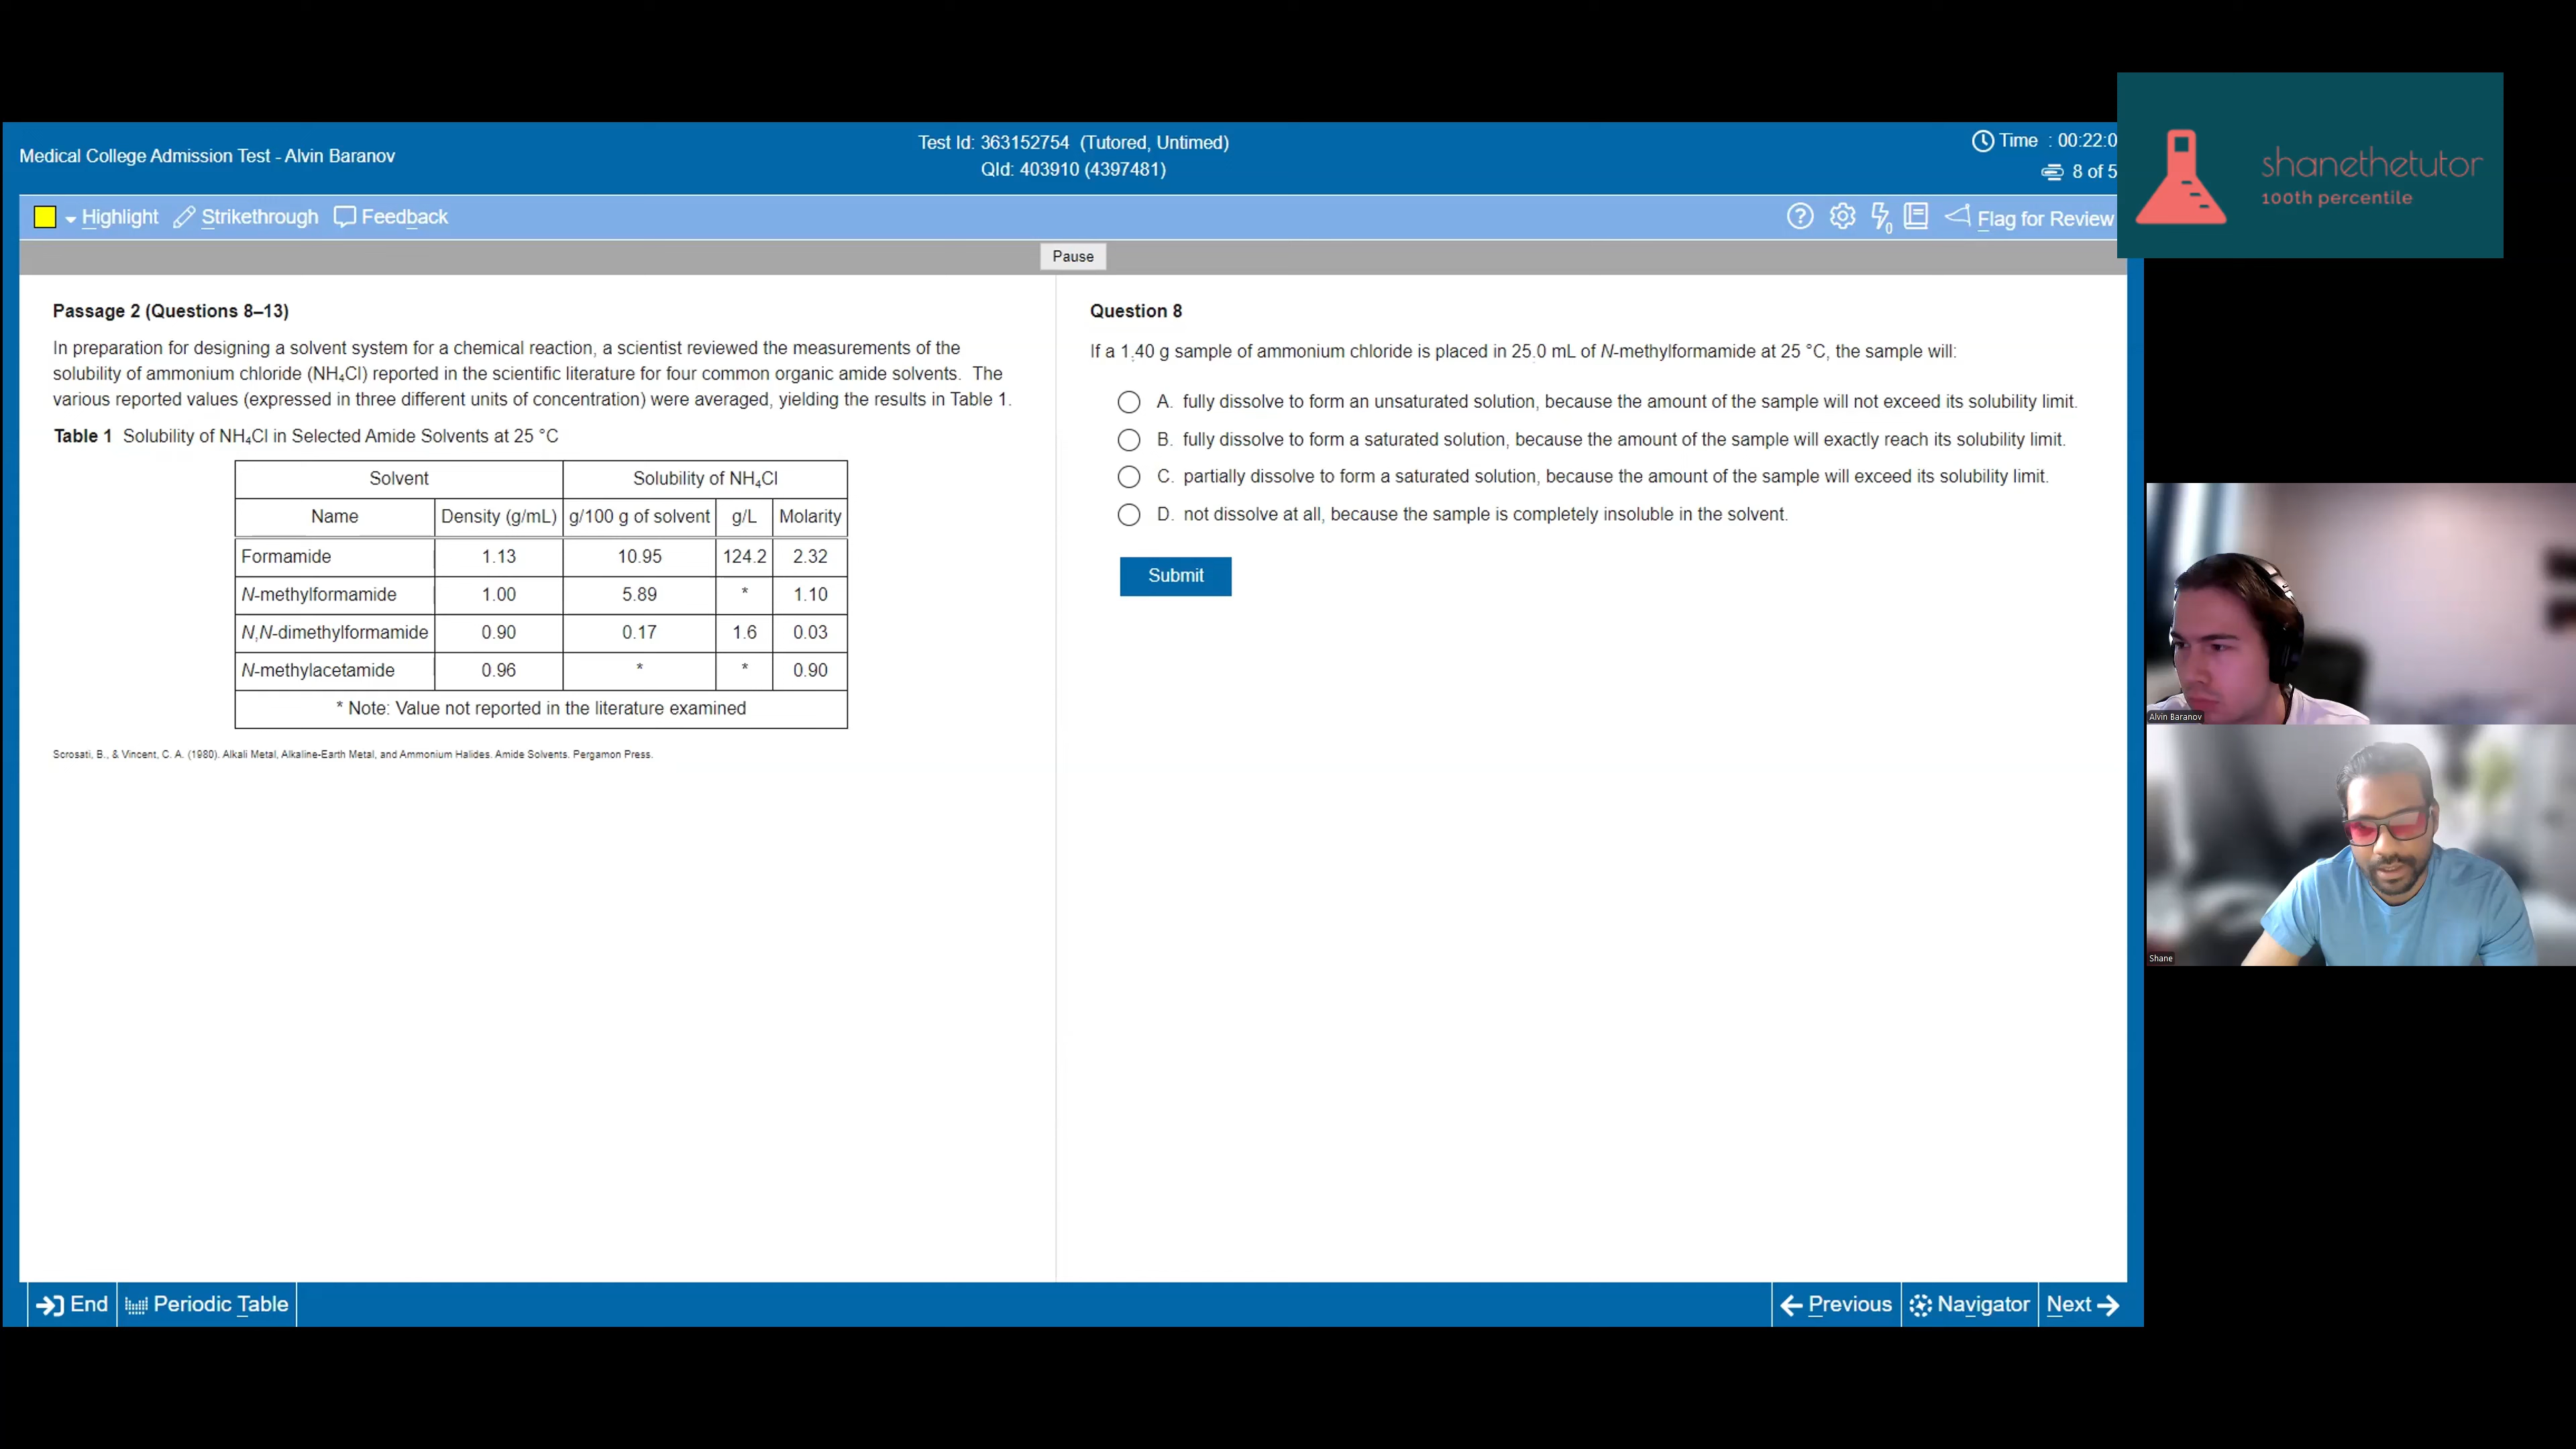 shanethetutor
100th percentile
Medical College Admission Test - Alvin Baranov
Test Id: 363152754 (Tutored, Untimed)
QId: 403910 (4397481)
Time : 00:22:0
8 of 5
Highlight Strikethrough Feedback
0 Flag for Review
Pause
Passage 2 (Questions 8–13)
In preparation for designing a solvent system for a chemical reaction, a scientist reviewed the measurements of the
solubility of ammonium chloride (NH₄Cl) reported in the scientific literature for four common organic amide solvents. The
various reported values (expressed in three different units of concentration) were averaged, yielding the results in Table 1.
Table 1 Solubility of NH₄Cl in Selected Amide Solvents at 25 °C
Solvent Solubility of NH₄Cl
Name Density (g/mL) g/100 g of solvent g/L Molarity
Formamide 1.13 10.95 124.2 2.32
N-methylformamide 1.00 5.89 * 1.10
N,N-dimethylformamide 0.90 0.17 1.6 0.03
N-methylacetamide 0.96 * * 0.90
* Note: Value not reported in the literature examined
Scrosati, B., & Vincent, C. A. (1980). Alkali Metal, Alkaline-Earth Metal, and Ammonium Halides. Amide Solvents. Pergamon Press.
Question 8
If a 1.40 g sample of ammonium chloride is placed in 25.0 mL of N-methylformamide at 25 °C, the sample will:
A. fully dissolve to form an unsaturated solution, because the amount of the sample will not exceed its solubility limit.
B. fully dissolve to form a saturated solution, because the amount of the sample will exactly reach its solubility limit.
C. partially dissolve to form a saturated solution, because the amount of the sample will exceed its solubility limit.
D. not dissolve at all, because the sample is completely insoluble in the solvent.
Submit
Alvin Baranov
Shane
End Periodic Table
Previous Navigator Next